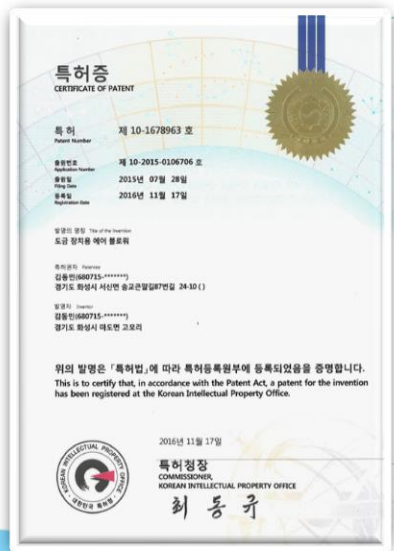 특허증
CERTIFICATE OF PATENT
특 허 제 10-1678963 호
Patent Number
출원번호 제 10-2015-0106706 호
Application Number
출원일 2015년 07월 28일
Filing Date
등록일 2016년 11월 17일
Registration Date
발명의 명칭 Title of the Invention
도금 장치용 에어 블로워
특허권자 Patentee
김동민(680715-*******)
경기도 화성시 서신면 송교큰말길87번길 24-10 ( )
발명자 Inventor
김동민(680715-*******)
경기도 화성시 마도면 고모리
위의 발명은 「특허법」에 따라 특허등록원부에 등록되었음을 증명합니다.
This is to certify that, in accordance with the Patent Act, a patent for the invention
has been registered at the Korean Intellectual Property Office.
2016년 11월 17일
특허청장
COMMISSIONER,
KOREAN INTELLECTUAL PROPERTY OFFICE
최동규
KOREAN INTELLECTUAL PROPERTY OFFICE
대한민국 특허청